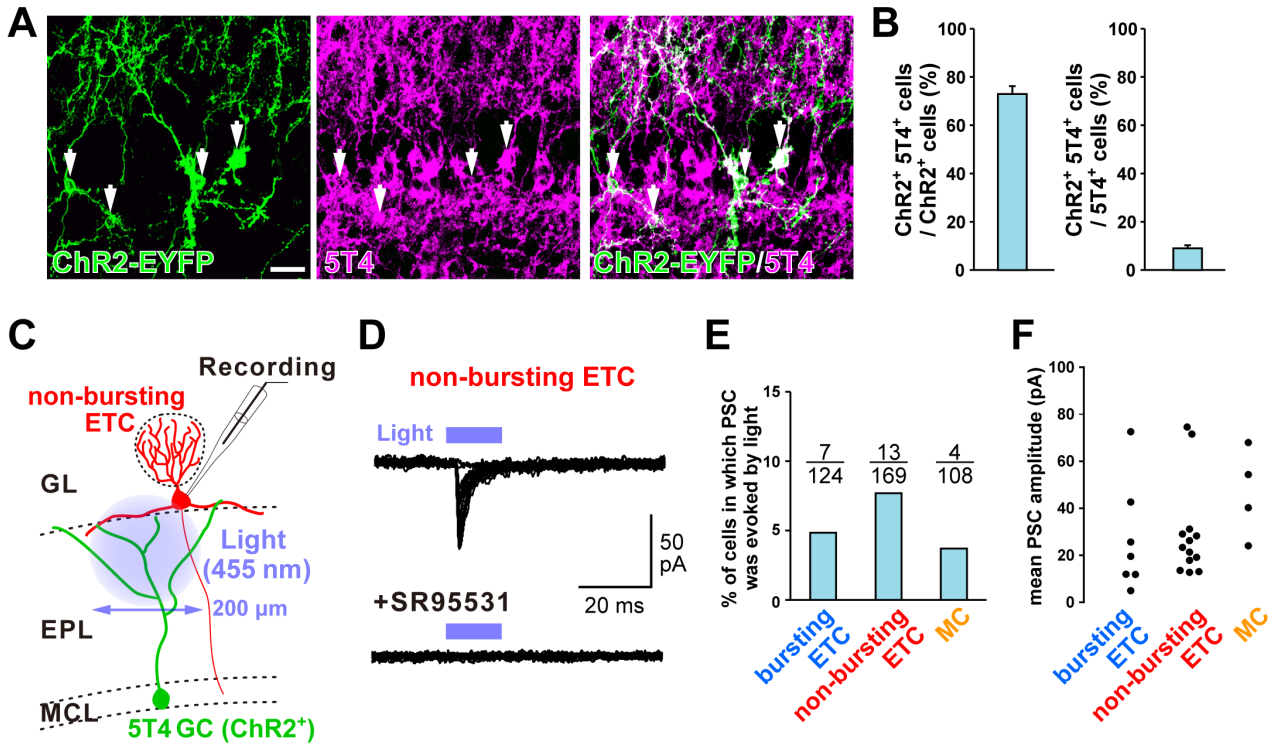 A
ChR2-EYFP
5T4
ChR2-EYFP/5T4
B
ChR2⁺ 5T4⁺ cells
/ ChR2⁺ cells (%)
100
80
60
40
20
0
ChR2⁺ 5T4⁺ cells
/ 5T4⁺ cells (%)
100
80
60
40
20
0
C
Recording
non-bursting
ETC
GL
Light
(455 nm)
200 µm
EPL
MCL
5T4 GC (ChR2⁺)
D
non-bursting ETC
Light
50
pA
20 ms
+SR95531
E
% of cells in which PSC
was evoked by light
15
10
5
0
7
124
13
169
4
108
bursting
ETC
non-bursting
ETC
MC
F
mean PSC amplitude (pA)
100
80
60
40
20
0
bursting
ETC
non-bursting
ETC
MC